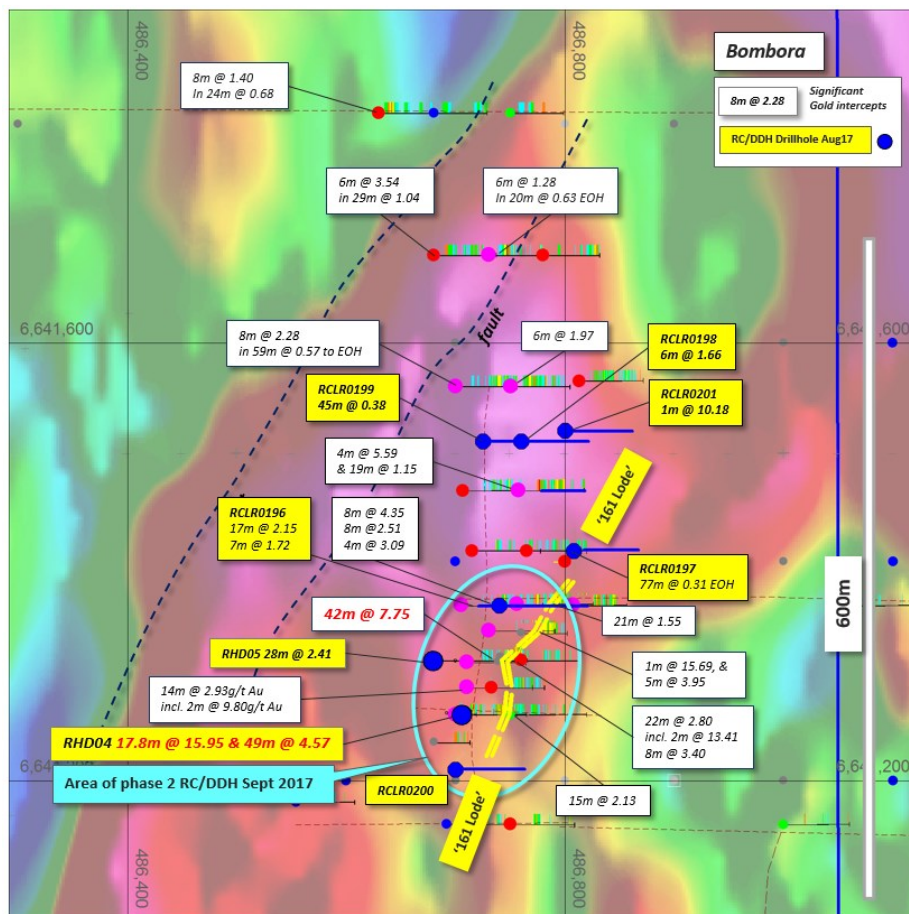 486,400
486,800
Bombora
8m @ 2.28
Significant
Gold intercepts
RC/DDH Drillhole Aug17
8m @ 1.40
In 24m @ 0.68
6m @ 3.54
in 29m @ 1.04
6m @ 1.28
In 20m @ 0.63 EOH
fault
6,641,600
8m @ 2.28
in 59m @ 0.57 to EOH
6m @ 1.97
RCLR0198
6m @ 1.66
RCLR0199
45m @ 0.38
RCLR0201
1m @ 10.18
4m @ 5.59
& 19m @ 1.15
'161 Lode'
RCLR0196
17m @ 2.15
7m @ 1.72
8m @ 4.35
8m @2.51
4m @ 3.09
RCLR0197
77m @ 0.31 EOH
600m
42m @ 7.75
21m @ 1.55
RHD05 28m @ 2.41
1m @ 15.69, &
5m @ 3.95
14m @ 2.93g/t Au
incl. 2m @ 9.80g/t Au
22m @ 2.80
incl. 2m @ 13.41
8m @ 3.40
RHD04 17.8m @ 15.95 & 49m @ 4.57
Area of phase 2 RC/DDH Sept 2017
RCLR0200
15m @ 2.13
'161 Lode'
486,400
486,800